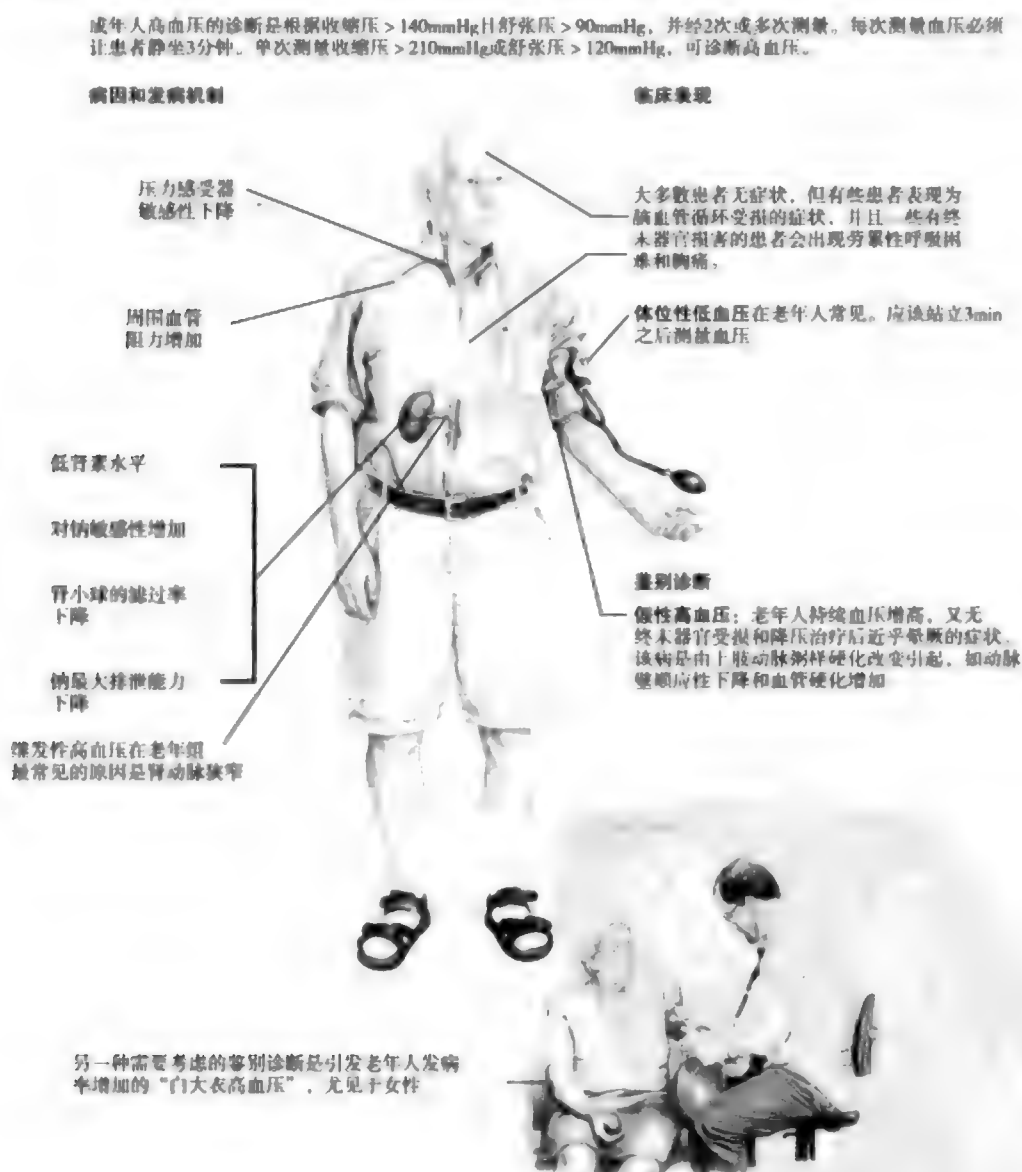 成年人高血压的诊断是根据收缩压＞140mmHg且舒张压＞90mmHg，并经2次或多次测量。每次测量血压必须
让患者静坐3分钟。单次测量收缩压＞210mmHg或舒张压＞120mmHg，可诊断高血压。
病因和发病机制
压力感受器
敏感性下降
周围血管
阻力增加
低肾素水平
对钠敏感性增加
肾小球的滤过率
下降
钠最大排泄能力
下降
继发性高血压在老年组
最常见的原因是肾动脉狭窄
临床表现
大多数患者无症状，但有些患者表现为
脑血管循环受损的症状，并且一些有终
末器官损害的患者会出现劳累性呼吸困
难和胸痛。
体位性低血压在老年人常见。应该站立3min
之后测量血压
鉴别诊断
假性高血压：老年人持续血压增高，又无
终末器官受损和降压治疗后近乎晕厥的症状，
该病是由上肢动脉粥样硬化改变引起，如动脉
壁顺应性下降和血管硬化增加
另一种需要考虑的鉴别诊断是引发老年人发病
率增加的“白大衣高血压”，尤见于女性